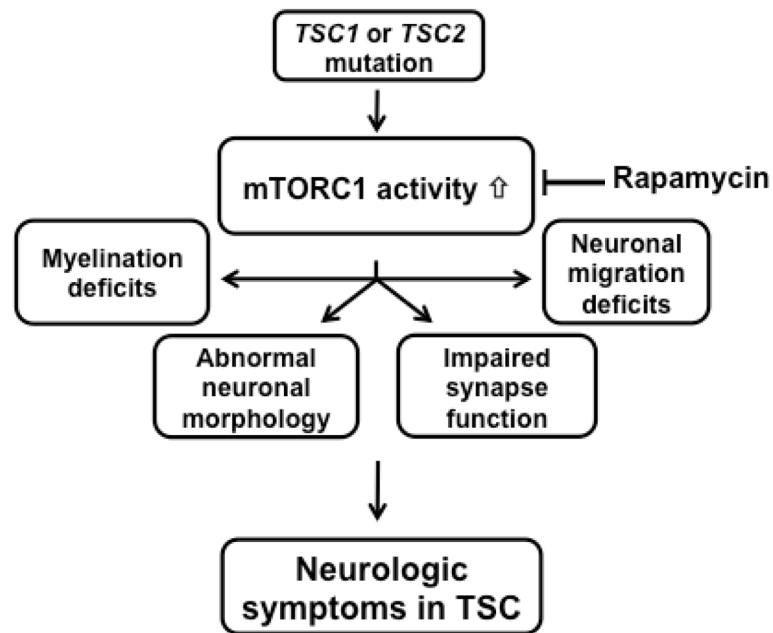 TSC1 or TSC2
mutation
mTORC1 activity ⇧
Rapamycin
Myelination
deficits
Neuronal
migration
deficits
Abnormal
neuronal
morphology
Impaired
synapse
function
Neurologic
symptoms in TSC